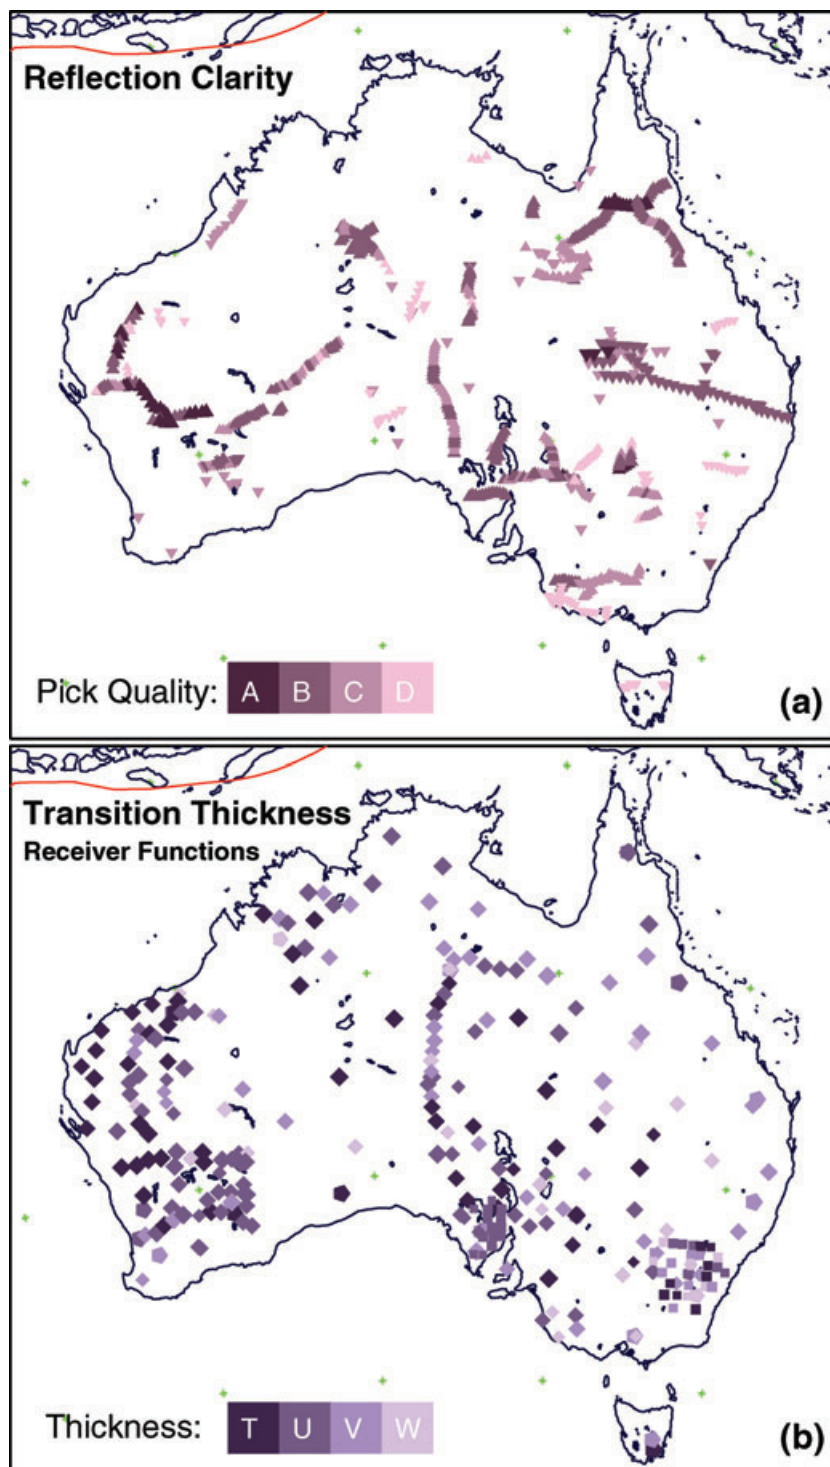 Reflection Clarity
Pick Quality: A B C D
(a)
Transition Thickness
Receiver Functions
Thickness: T U V W
(b)